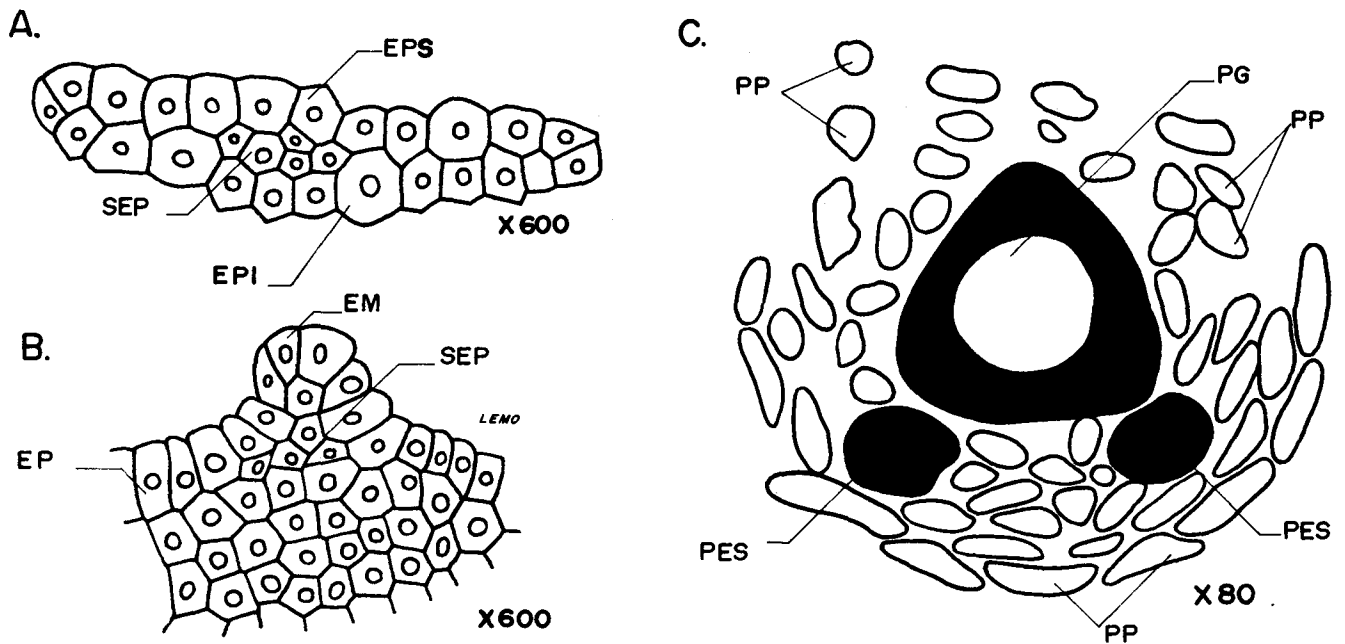 A.
EPS
SEP
X600
EPI
B.
EM
SEP
LEMO
EP
X600
C.
PP
PG
PP
PES
PES
X80
PP